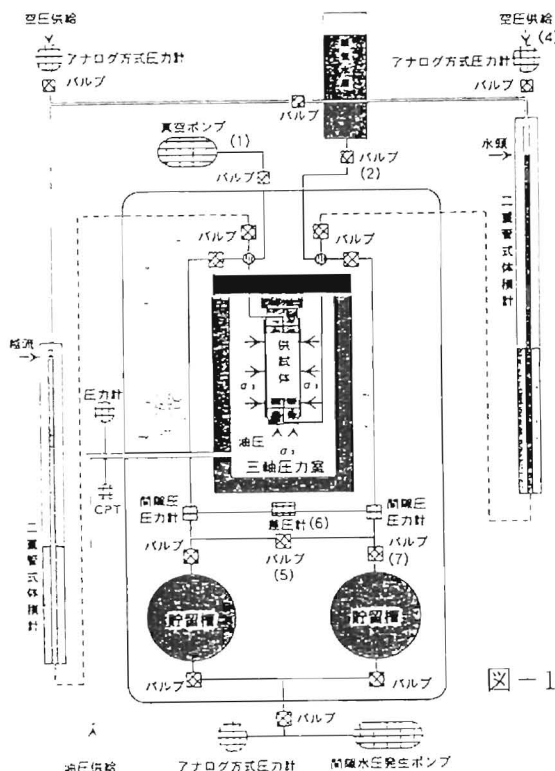 空圧供給
空圧供給
(4)
アナログ方式圧力計
アナログ方式圧力計
バルブ
バルブ
脱気水槽
バルブ
真空ポンプ
(1)
バルブ
バルブ
(2)
水頭
バルブ
バルブ
バルブ
バルブ
二重管式体積計
供試体
越流
圧力計
σ₃
σ₃
油圧
σ₁
三軸圧力室
CPT
間隙圧
圧力計
差圧計
(6)
間隙圧
圧力計
二重管式体積計
バルブ
バルブ
(5)
バルブ
(7)
貯留槽
貯留槽
バルブ
バルブ
図-1
バルブ
油圧供給
アナログ方式圧力計
間隙水圧発生ポンプ